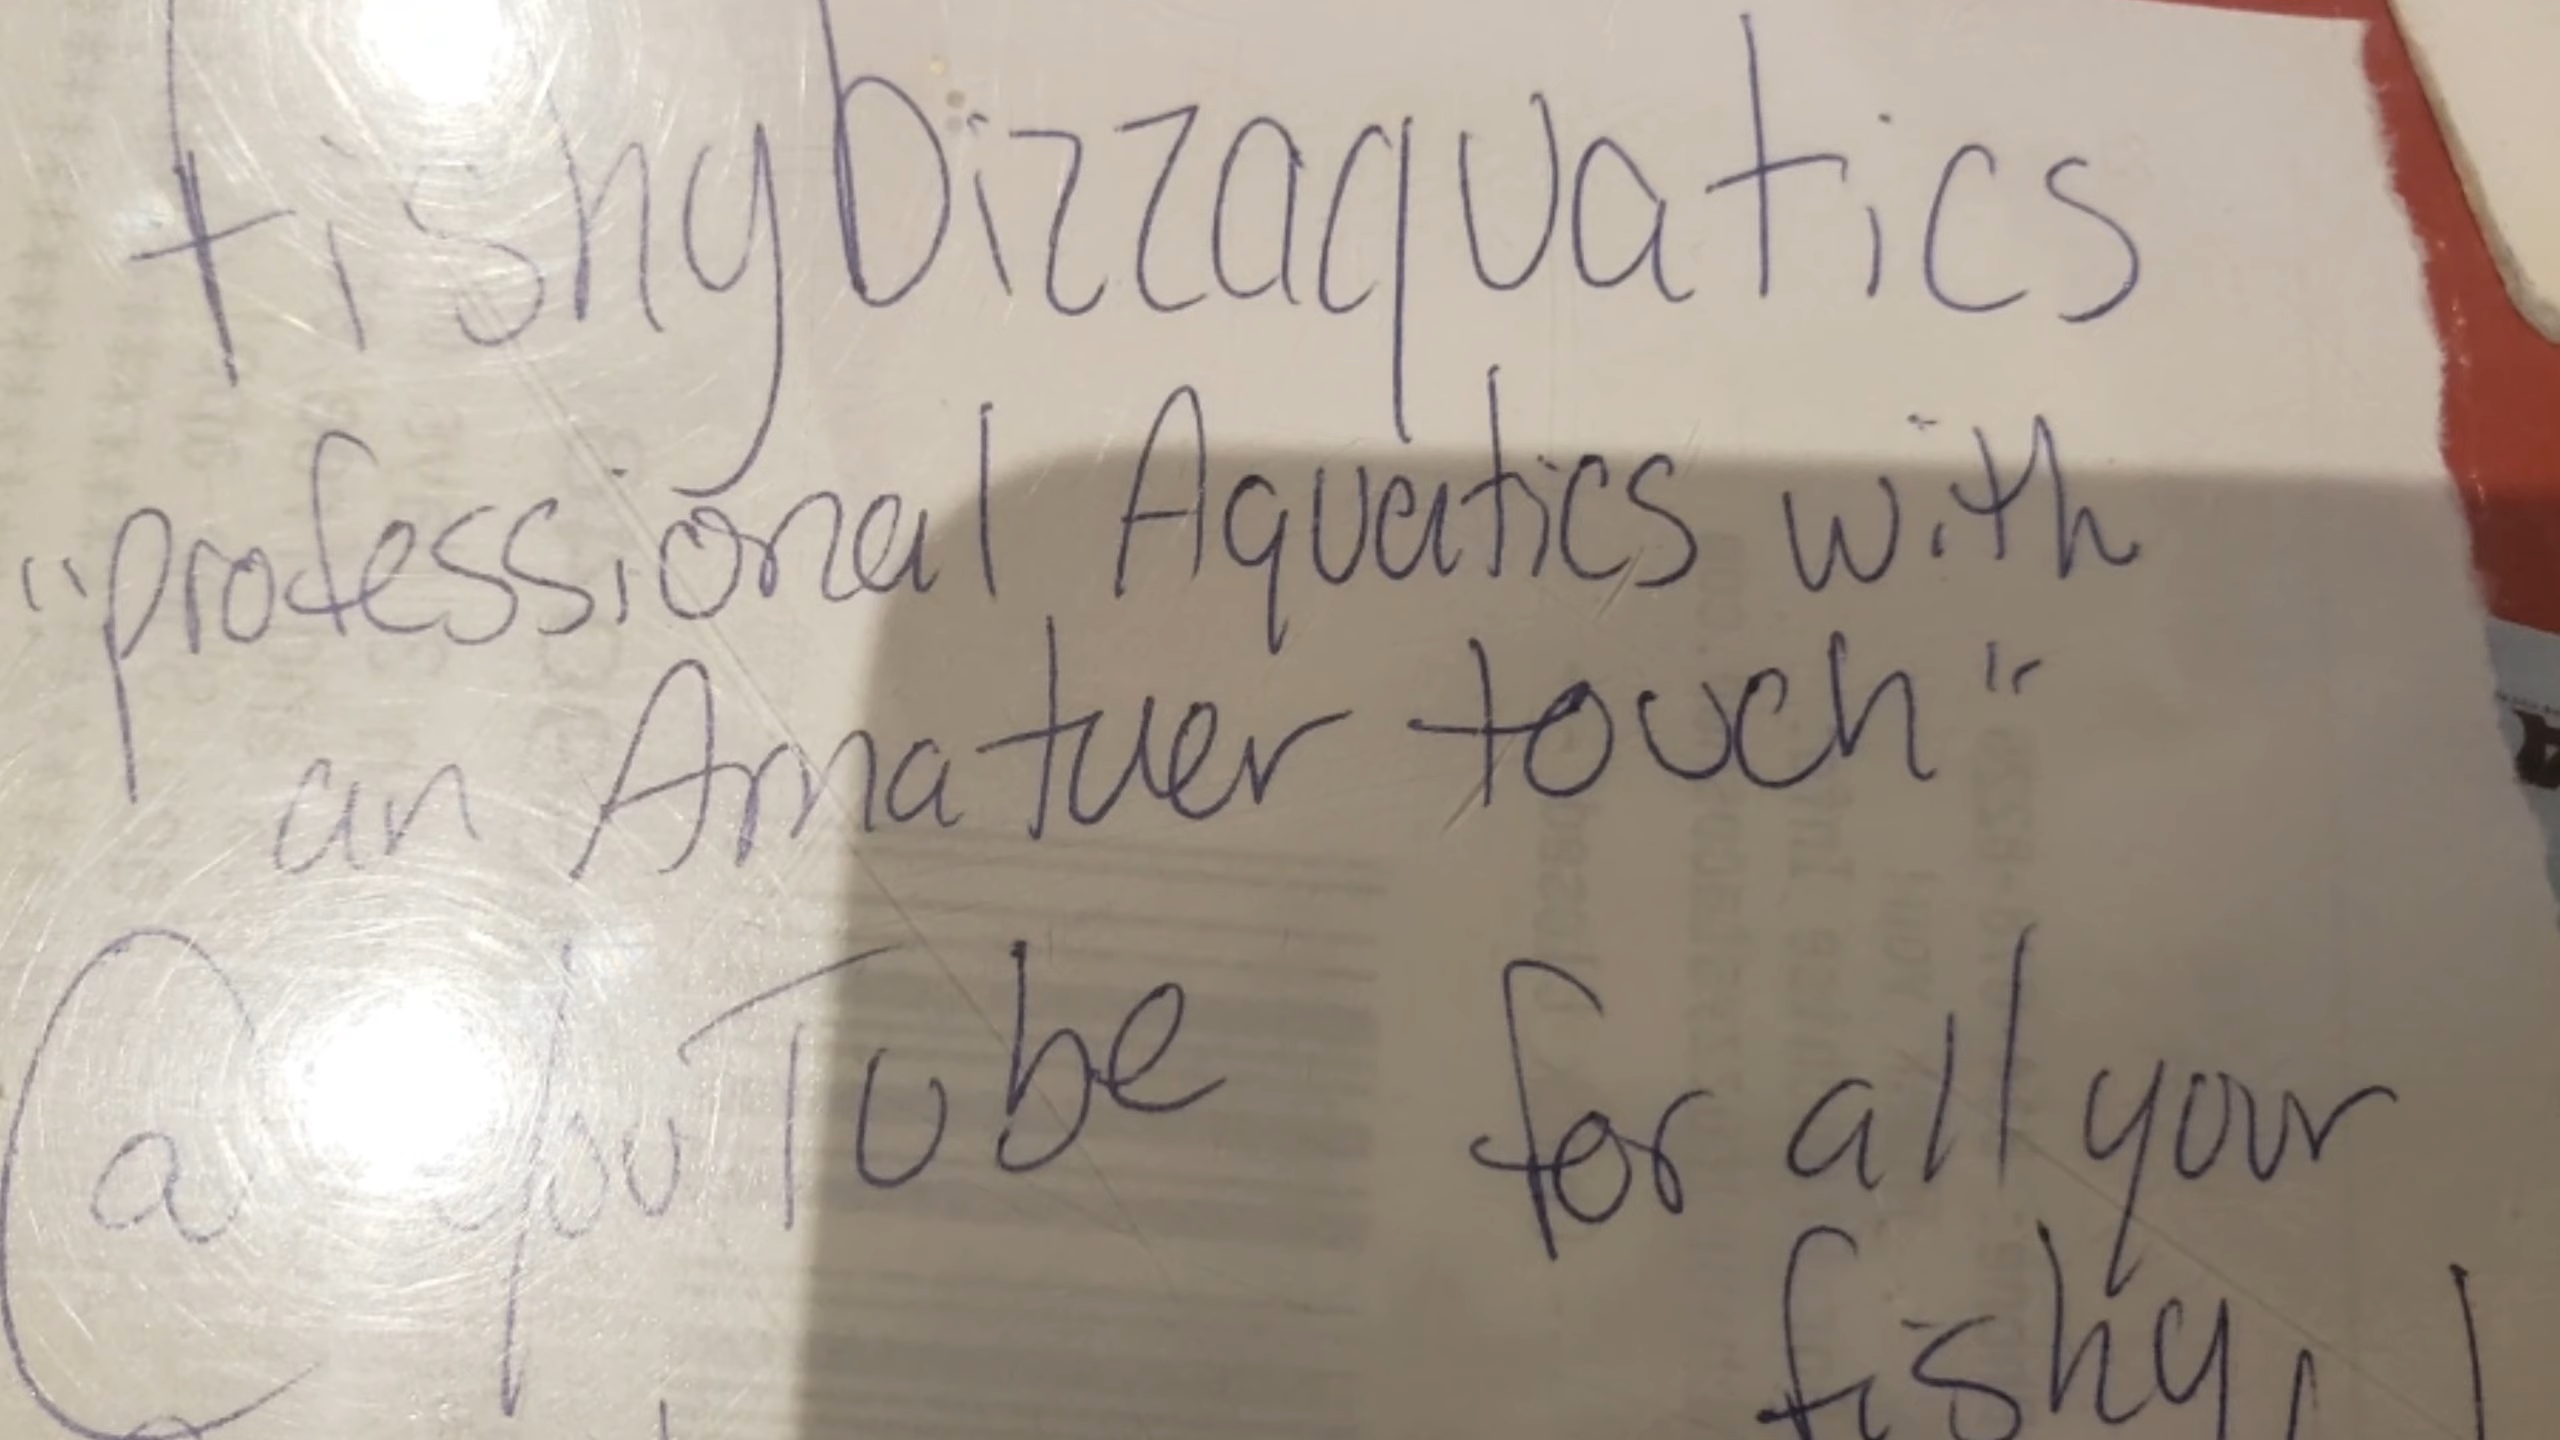 fishybizzaquatics
"professional Aquatics with
an Amatuer touch"
@ YouTube for all your
fishy